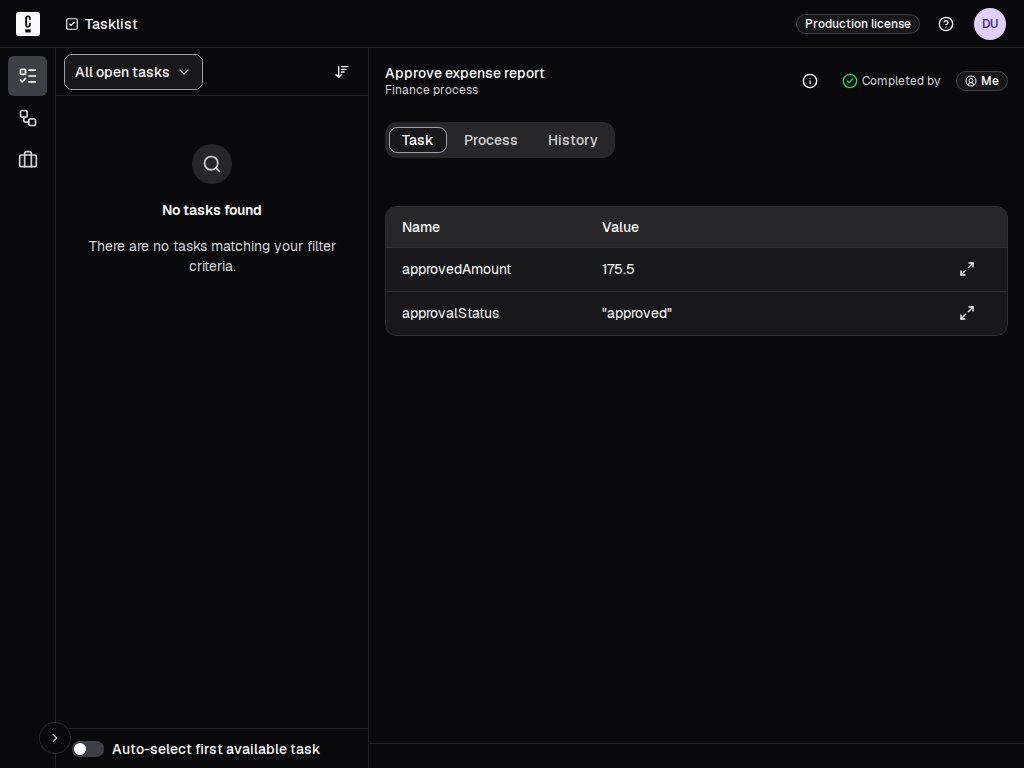 Tasklist
Production license
DU
All open tasks
No tasks found
There are no tasks matching your filter
criteria.
Auto-select first available task
Approve expense report
Finance process
Completed by
Me
Task Process History
Name Value
approvedAmount 175.5
approvalStatus "approved"